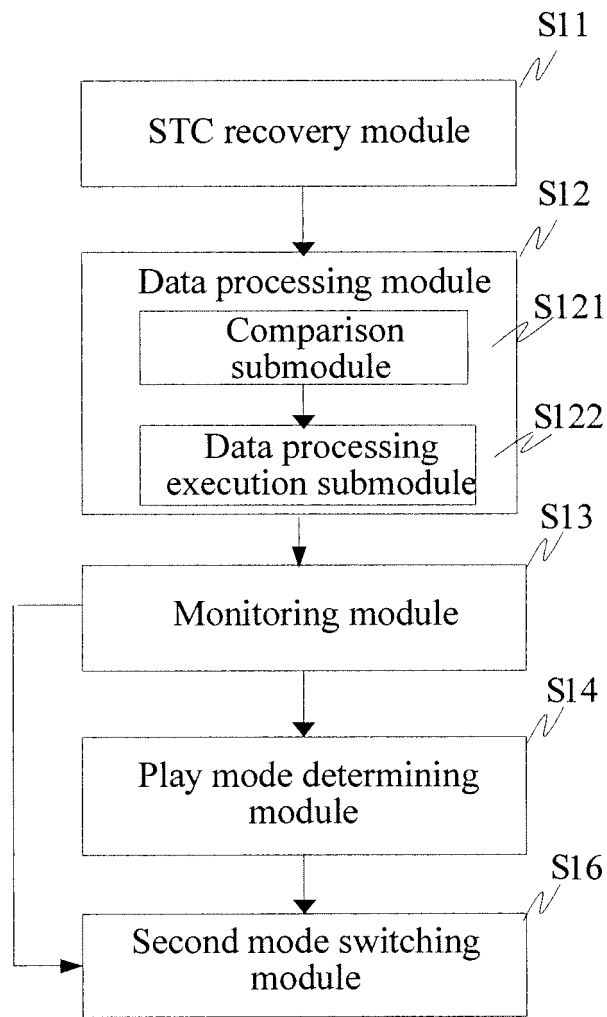 S11
STC recovery module
S12
Data processing module
S121
Comparison
submodule
S122
Data processing
execution submodule
S13
Monitoring module
S14
Play mode determining
module
S16
Second mode switching
module